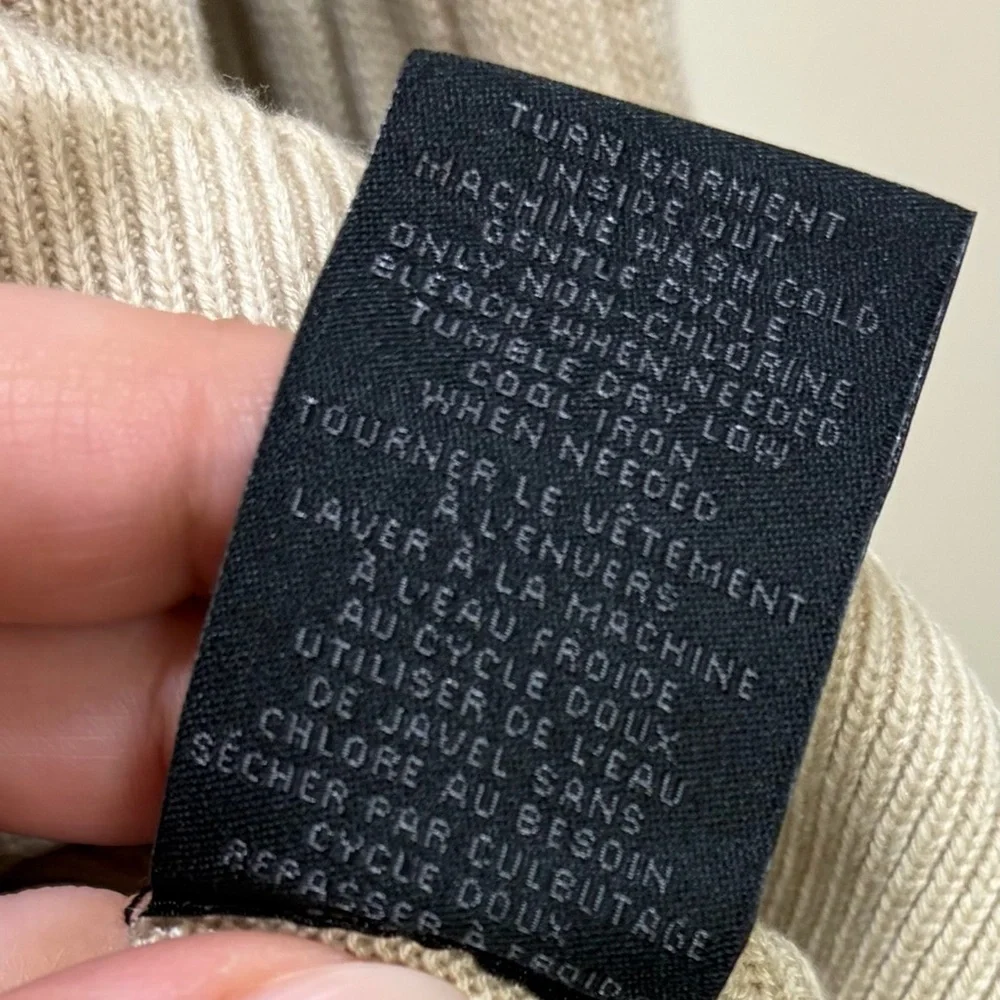 TURN GARMENT
INSIDE OUT
MACHINE WASH COLD
GENTLE CYCLE
ONLY NON-CHLORINE
BLEACH WHEN NEEDED
TUMBLE DRY LOW
COOL IRON
WHEN NEEDED
TOURNER LE VÊTEMENT
À L'ENVERS
LAVER À LA MACHINE
À L'EAU FROIDE
AU CYCLE DOUX
UTILISER DE L'EAU
DE JAVEL SANS
CHLORE AU BESOIN
SÉCHER PAR CULBUTAGE
CYCLE DOUX
REPASSER À FROID